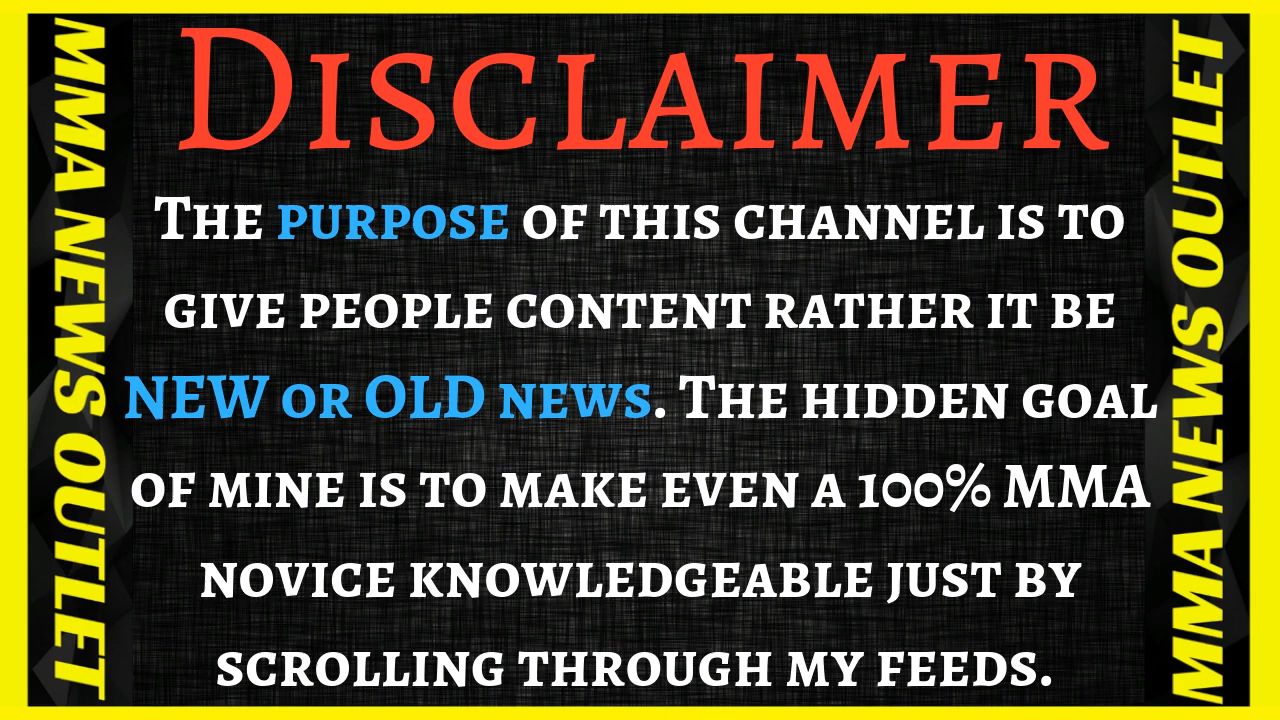 Disclaimer
The purpose of this channel is to
give people content rather it be
NEW or OLD news. The hidden goal
of mine is to make even a 100% MMA
novice knowledgeable just by
scrolling through my feeds.
MMA NEWS OUTLET
MMA NEWS OUTLET